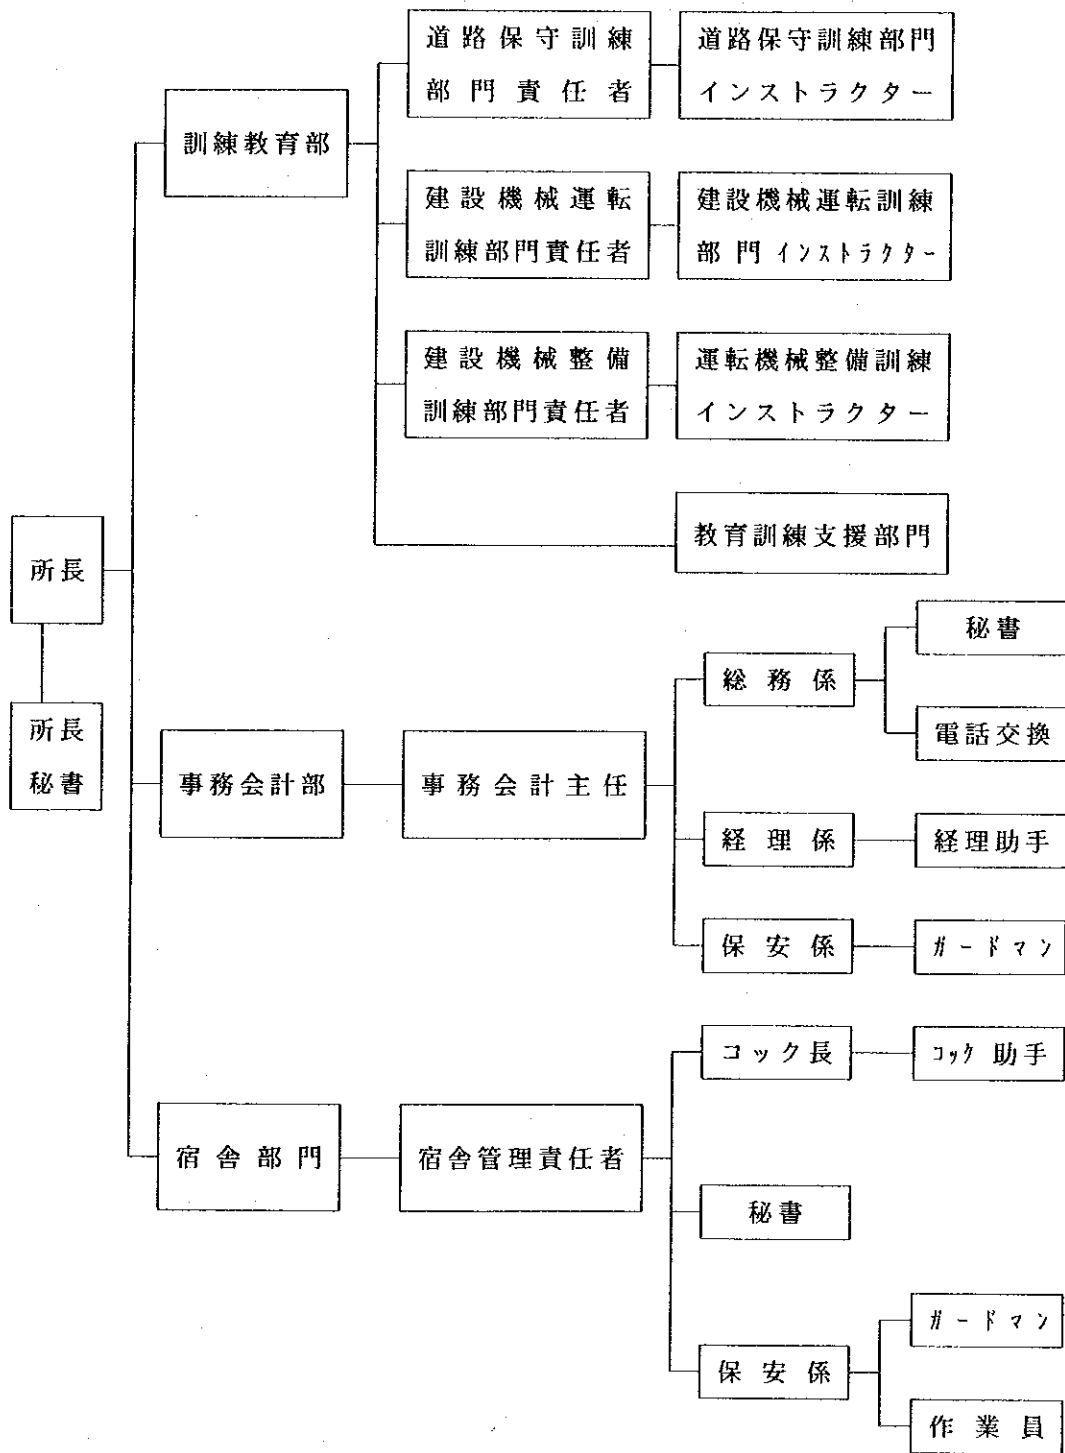 道路保守訓練
部門責任者
道路保守訓練部門
インストラクター
訓練教育部
建設機械運転
訓練部門責任者
建設機械運転訓練
部門インストラクター
建設機械整備
訓練部門責任者
運転機械整備訓練
インストラクター
教育訓練支援部門
所長
所長
秘書
事務会計部
事務会計主任
総務係
秘書
電話交換
経理係
経理助手
保安係
ガードマン
宿舎部門
宿舎管理責任者
コック長
コック助手
秘書
保安係
ガードマン
作業員